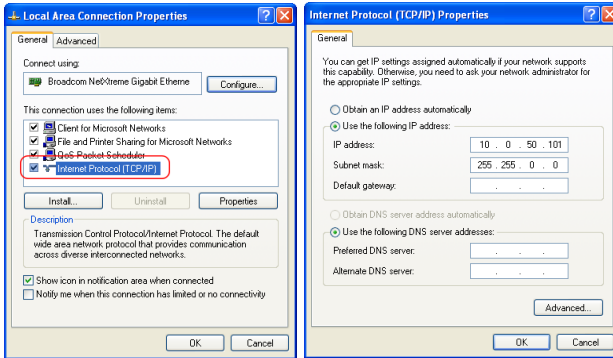 Local Area Connection Properties
General Advanced
Connect using:
Broadcom NetXtreme Gigabit Etherne
Configure...
This connection uses the following items:
Client for Microsoft Networks
File and Printer Sharing for Microsoft Networks
QoS Packet Scheduler
Internet Protocol (TCP/IP)
Install... Uninstall Properties
Description
Transmission Control Protocol/Internet Protocol. The default
wide area network protocol that provides communication
across diverse interconnected networks.
Show icon in notification area when connected
Notify me when this connection has limited or no connectivity
OK Cancel
Internet Protocol (TCP/IP) Properties
General
You can get IP settings assigned automatically if your network supports
this capability. Otherwise, you need to ask your network administrator for
the appropriate IP settings.
Obtain an IP address automatically
Use the following IP address:
IP address: 10 . 0 . 50 . 101
Subnet mask: 255 . 255 . 0 . 0
Default gateway: . . .
Obtain DNS server address automatically
Use the following DNS server addresses:
Preferred DNS server: . . .
Alternate DNS server: . . .
Advanced...
OK Cancel